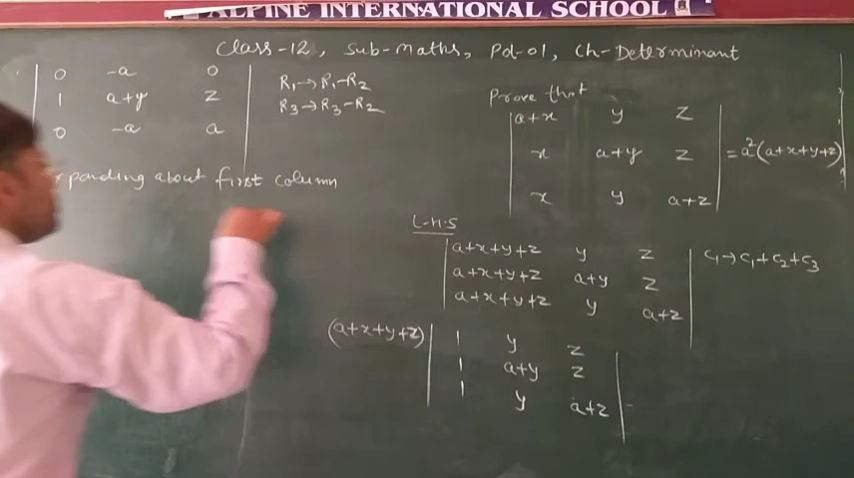 ALPINE INTERNATIONAL SCHOOL
Class-12, Sub-Maths, Pd-01, Ch-Determinant
0 -a 0 R₁→R₁-R₂
1 a+y z R₃→R₃-R₂
0 -a a
panding about first column
Prove that
a+x y z
x a+y z = a²(a+x+y+z)
x y a+z
L.H.S
a+x+y+z y z C₁→C₁+C₂+C₃
a+x+y+z a+y z
a+x+y+z y a+z
(a+x+y+z) 1 y z
1 a+y z
1 y a+z